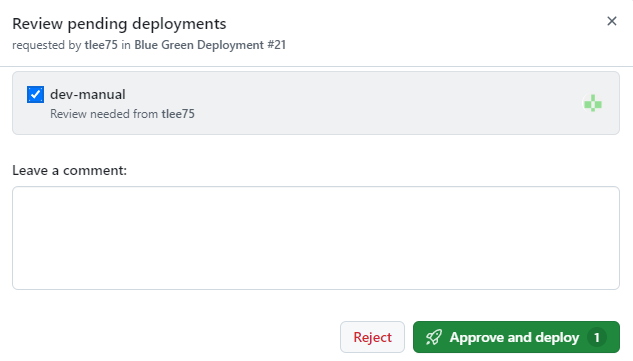 Review pending deployments
requested by tlee75 in Blue Green Deployment #21
dev-manual
Review needed from tlee75
Leave a comment:
Reject
Approve and deploy 1